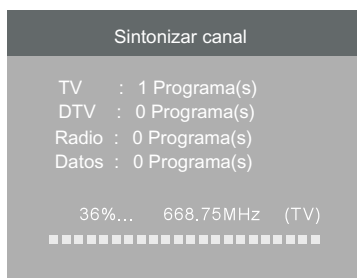 Sintonizar canal
TV : 1 Programa(s)
DTV : 0 Programa(s)
Radio : 0 Programa(s)
Datos : 0 Programa(s)
36%... 668.75MHz (TV)